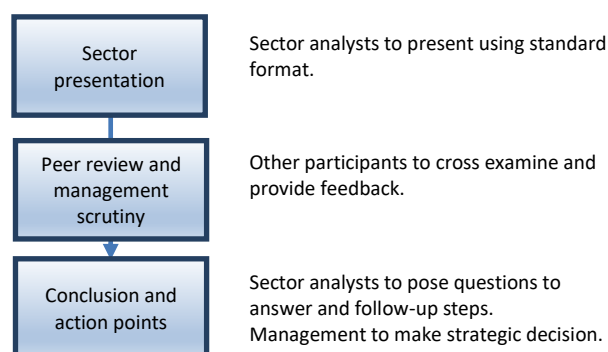 Sector
presentation
Sector analysts to present using standard
format.
Peer review and
management
scrutiny
Other participants to cross examine and
provide feedback.
Conclusion and
action points
Sector analysts to pose questions to
answer and follow-up steps.
Management to make strategic decision.